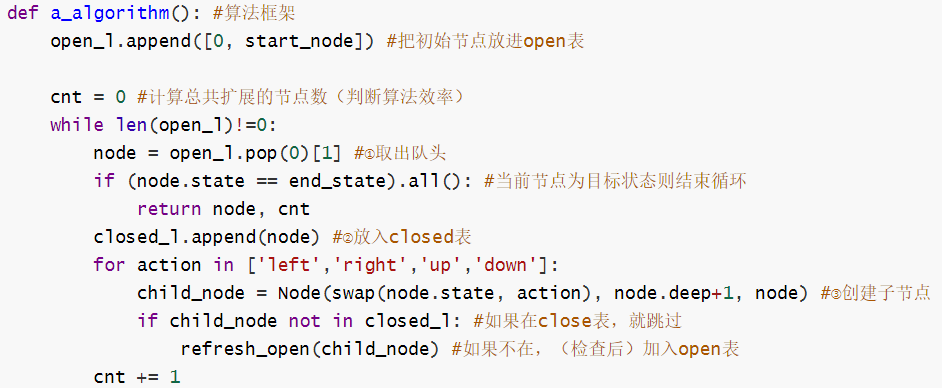 def a_algorithm(): #算法框架
    open_l.append([0, start_node]) #把初始节点放进open表

    cnt = 0 #计算总共扩展的节点数（判断算法效率）
    while len(open_l)!=0:
        node = open_l.pop(0)[1] #①取出队头
        if (node.state == end_state).all(): #当前节点为目标状态则结束循环
            return node, cnt
        closed_l.append(node) #②放入closed表
        for action in ['left','right','up','down']:
            child_node = Node(swap(node.state, action), node.deep+1, node) #③创建子节点
            if child_node not in closed_l: #如果在close表，就跳过
                refresh_open(child_node) #如果不在，（检查后）加入open表
        cnt += 1